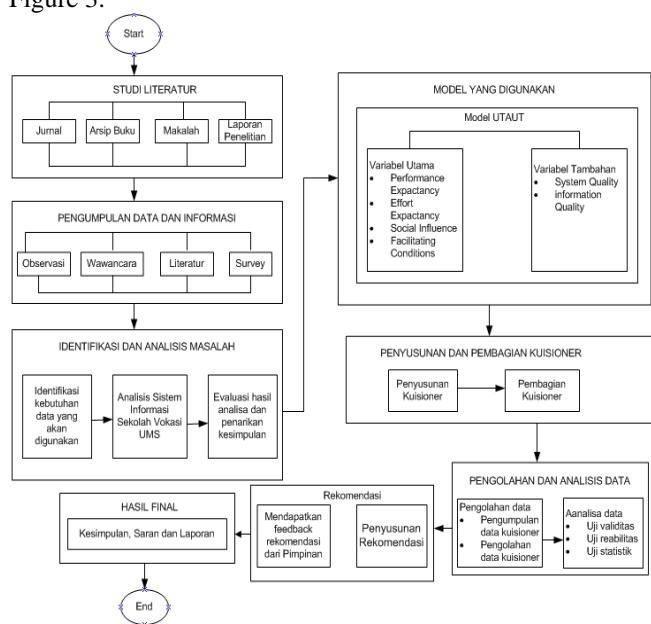 Figure 3.
Start
STUDI LITERATUR
Jurnal
Arsip Buku
Makalah
Laporan
Penelitian
PENGUMPULAN DATA DAN INFORMASI
Observasi
Wawancara
Literatur
Survey
IDENTIFIKASI DAN ANALISIS MASALAH
Identifikasi
kebutuhan
data yang
akan
digunakan
Analisis Sistem
Informasi
Sekolah Vokasi
UMS
Evaluasi hasil
analisa dan
penarikan
kesimpulan
MODEL YANG DIGUNAKAN
Model UTAUT
Variabel Utama
• Performance
Expactancy
• Effort
Expactancy
• Social Influence
• Facilitating
Conditions
Variabel Tambahan
• System Quality
• information
Quality
PENYUSUNAN DAN PEMBAGIAN KUISIONER
Penyusunan
Kuisioner
Pembagian
Kuisioner
PENGOLAHAN DAN ANALISIS DATA
Pengolahan data
• Pengumpulan
data kuisioner
• Pengolahan
data kuisioner
Aanalisa data
• Uji validitas
• Uji reabilitas
• Uji statistik
Rekomendasi
Mendapatkan
feedback
rekomendasi
dari Pimpinan
Penyusunan
Rekomendasi
HASIL FINAL
Kesimpulan, Saran dan Laporan
End